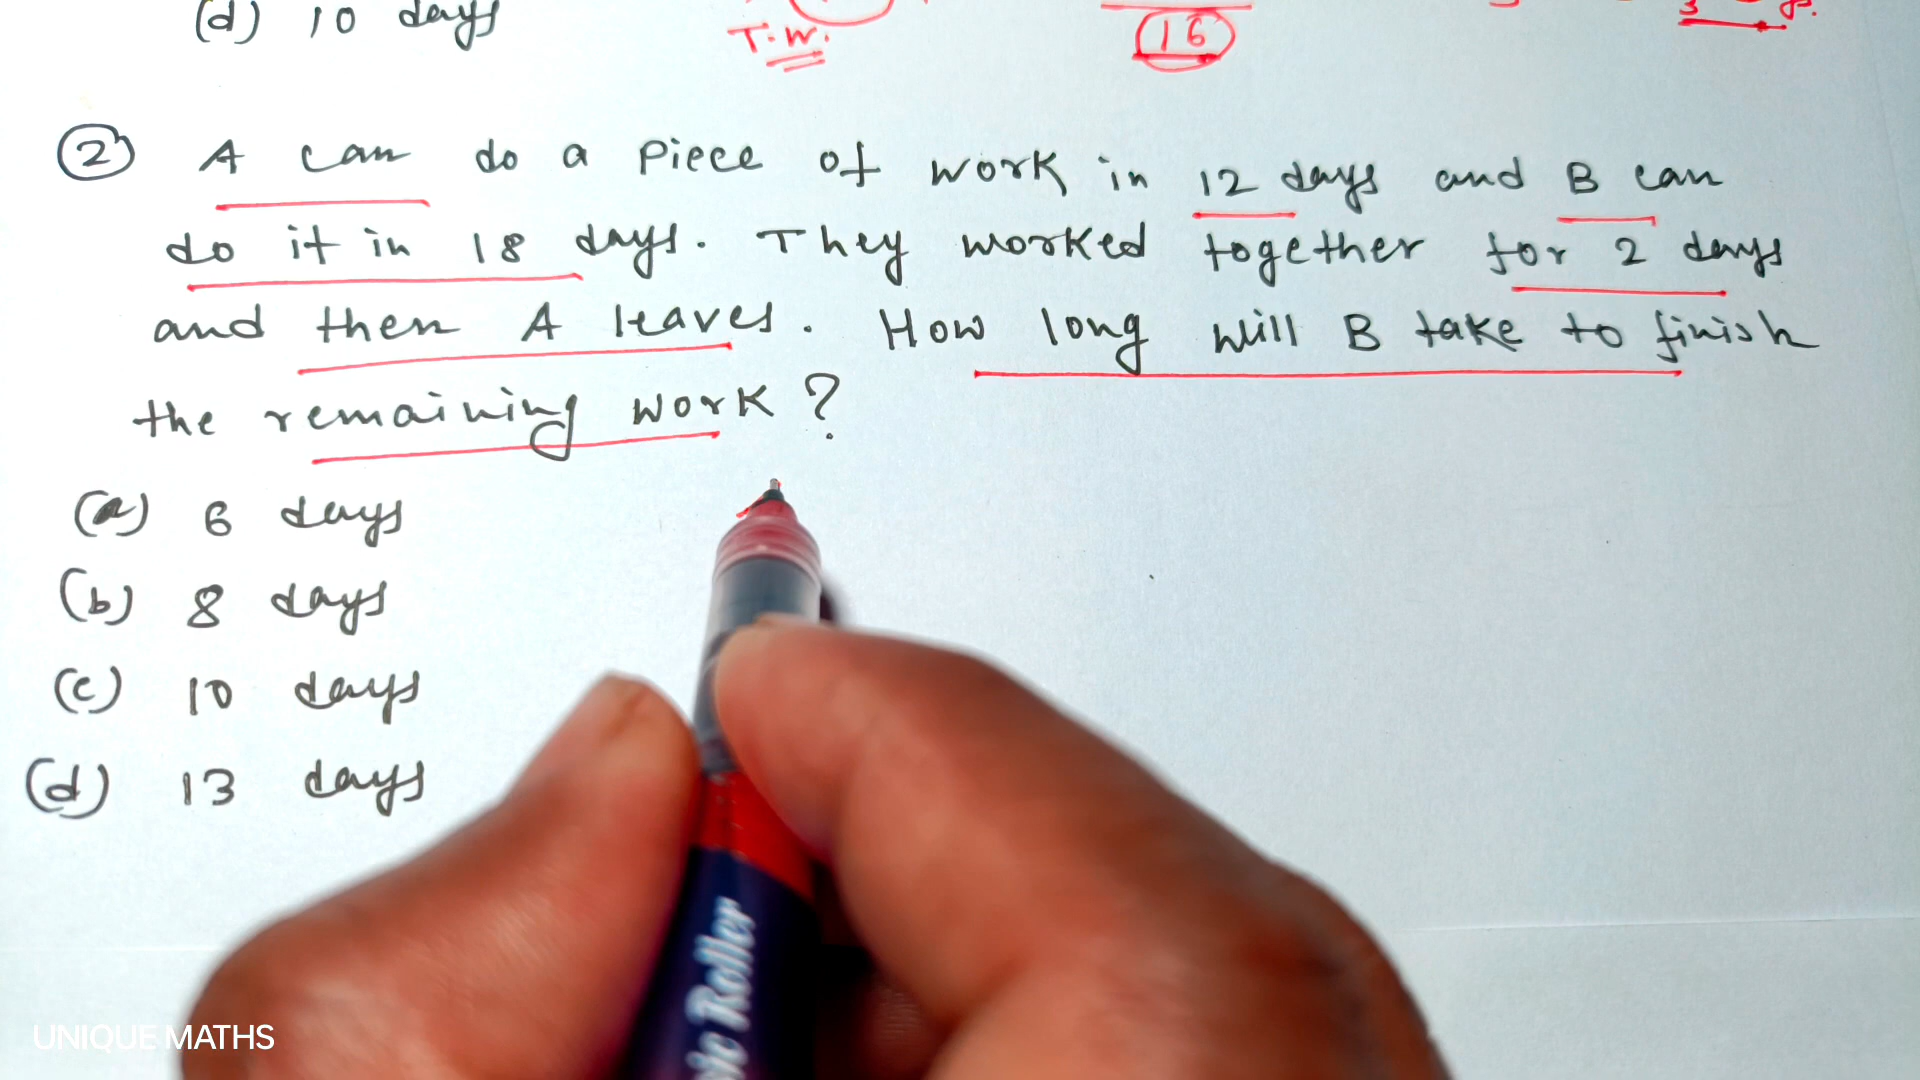 (d) 10 days
T.W.
16
② A can do a piece of work in 12 days and B can
do it in 18 days. They worked together for 2 days
and then A leaves. How long will B take to finish
the remaining work?
(a) 6 days
(b) 8 days
(c) 10 days
(d) 13 days
Roller
UNIQUE MATHS